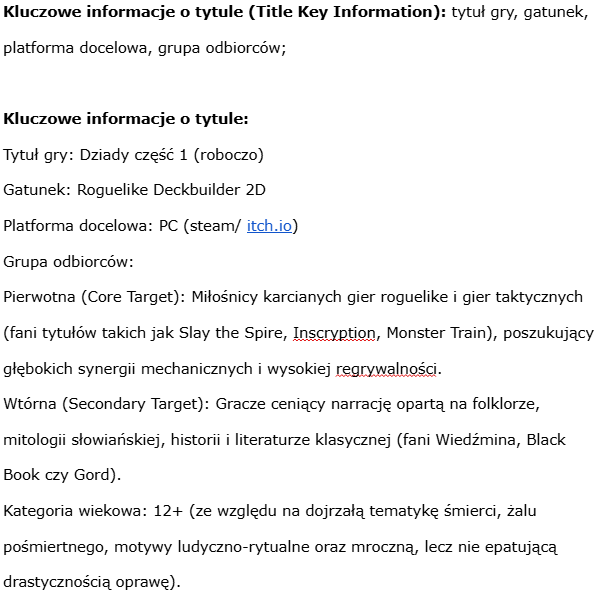 Kluczowe informacje o tytule (Title Key Information): tytuł gry, gatunek,
platforma docelowa, grupa odbiorców;
Kluczowe informacje o tytule:
Tytuł gry: Dziady część 1 (roboczo)
Gatunek: Roguelike Deckbuilder 2D
Platforma docelowa: PC (steam/ itch.io)
Grupa odbiorców:
Pierwotna (Core Target): Miłośnicy karcianych gier roguelike i gier taktycznych
(fani tytułów takich jak Slay the Spire, Inscryption, Monster Train), poszukujący
głębokich synergii mechanicznych i wysokiej regrywalności.
Wtórna (Secondary Target): Gracze ceniący narrację opartą na folklorze,
mitologii słowiańskiej, historii i literaturze klasycznej (fani Wiedźmina, Black
Book czy Gord).
Kategoria wiekowa: 12+ (ze względu na dojrzałą tematykę śmierci, żalu
pośmiertnego, motywy ludyczno-rytualne oraz mroczną, lecz nie epatującą
drastycznością oprawę).